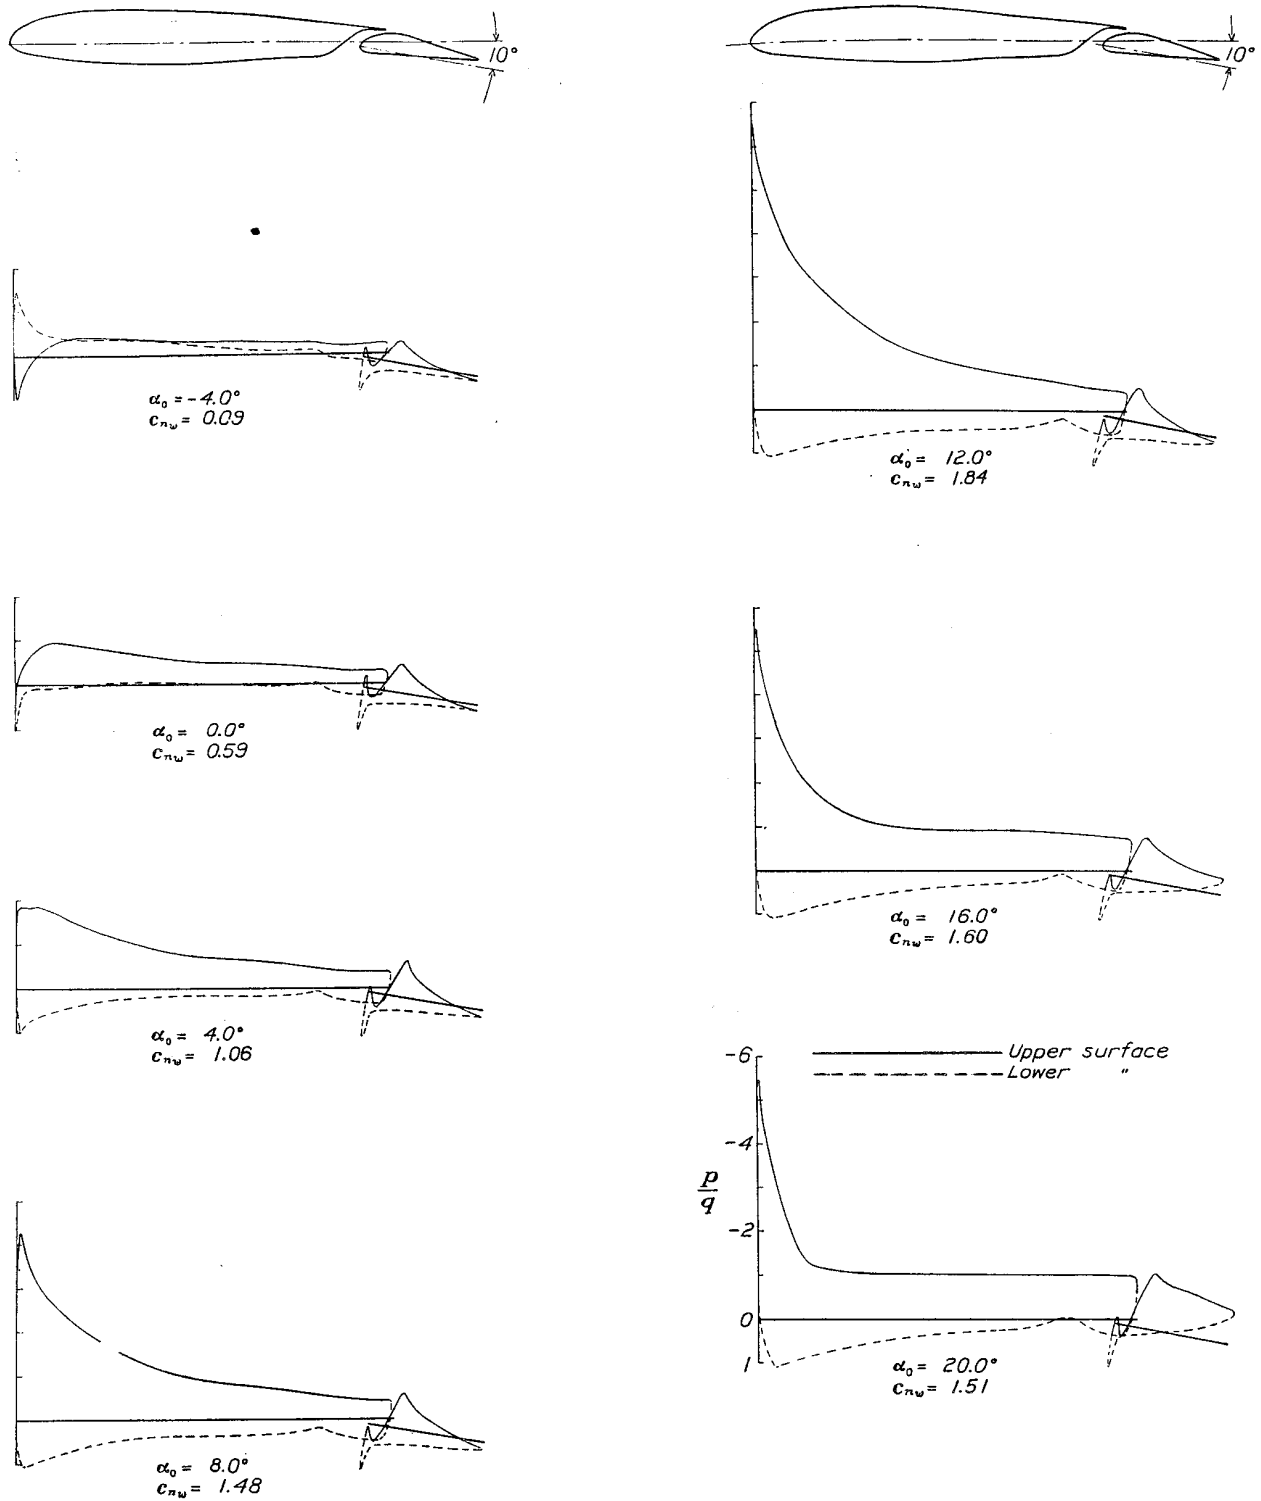 10°
10°
α₀ = -4.0°
cₙw = 0.09
α₀ = 0.0°
cₙw = 0.59
α₀ = 4.0°
cₙw = 1.06
α₀ = 8.0°
cₙw = 1.48
α₀ = 12.0°
cₙw = 1.84
α₀ = 16.0°
cₙw = 1.60
Upper surface
Lower "
-6
-4
p/q
-2
0
1
α₀ = 20.0°
cₙw = 1.51